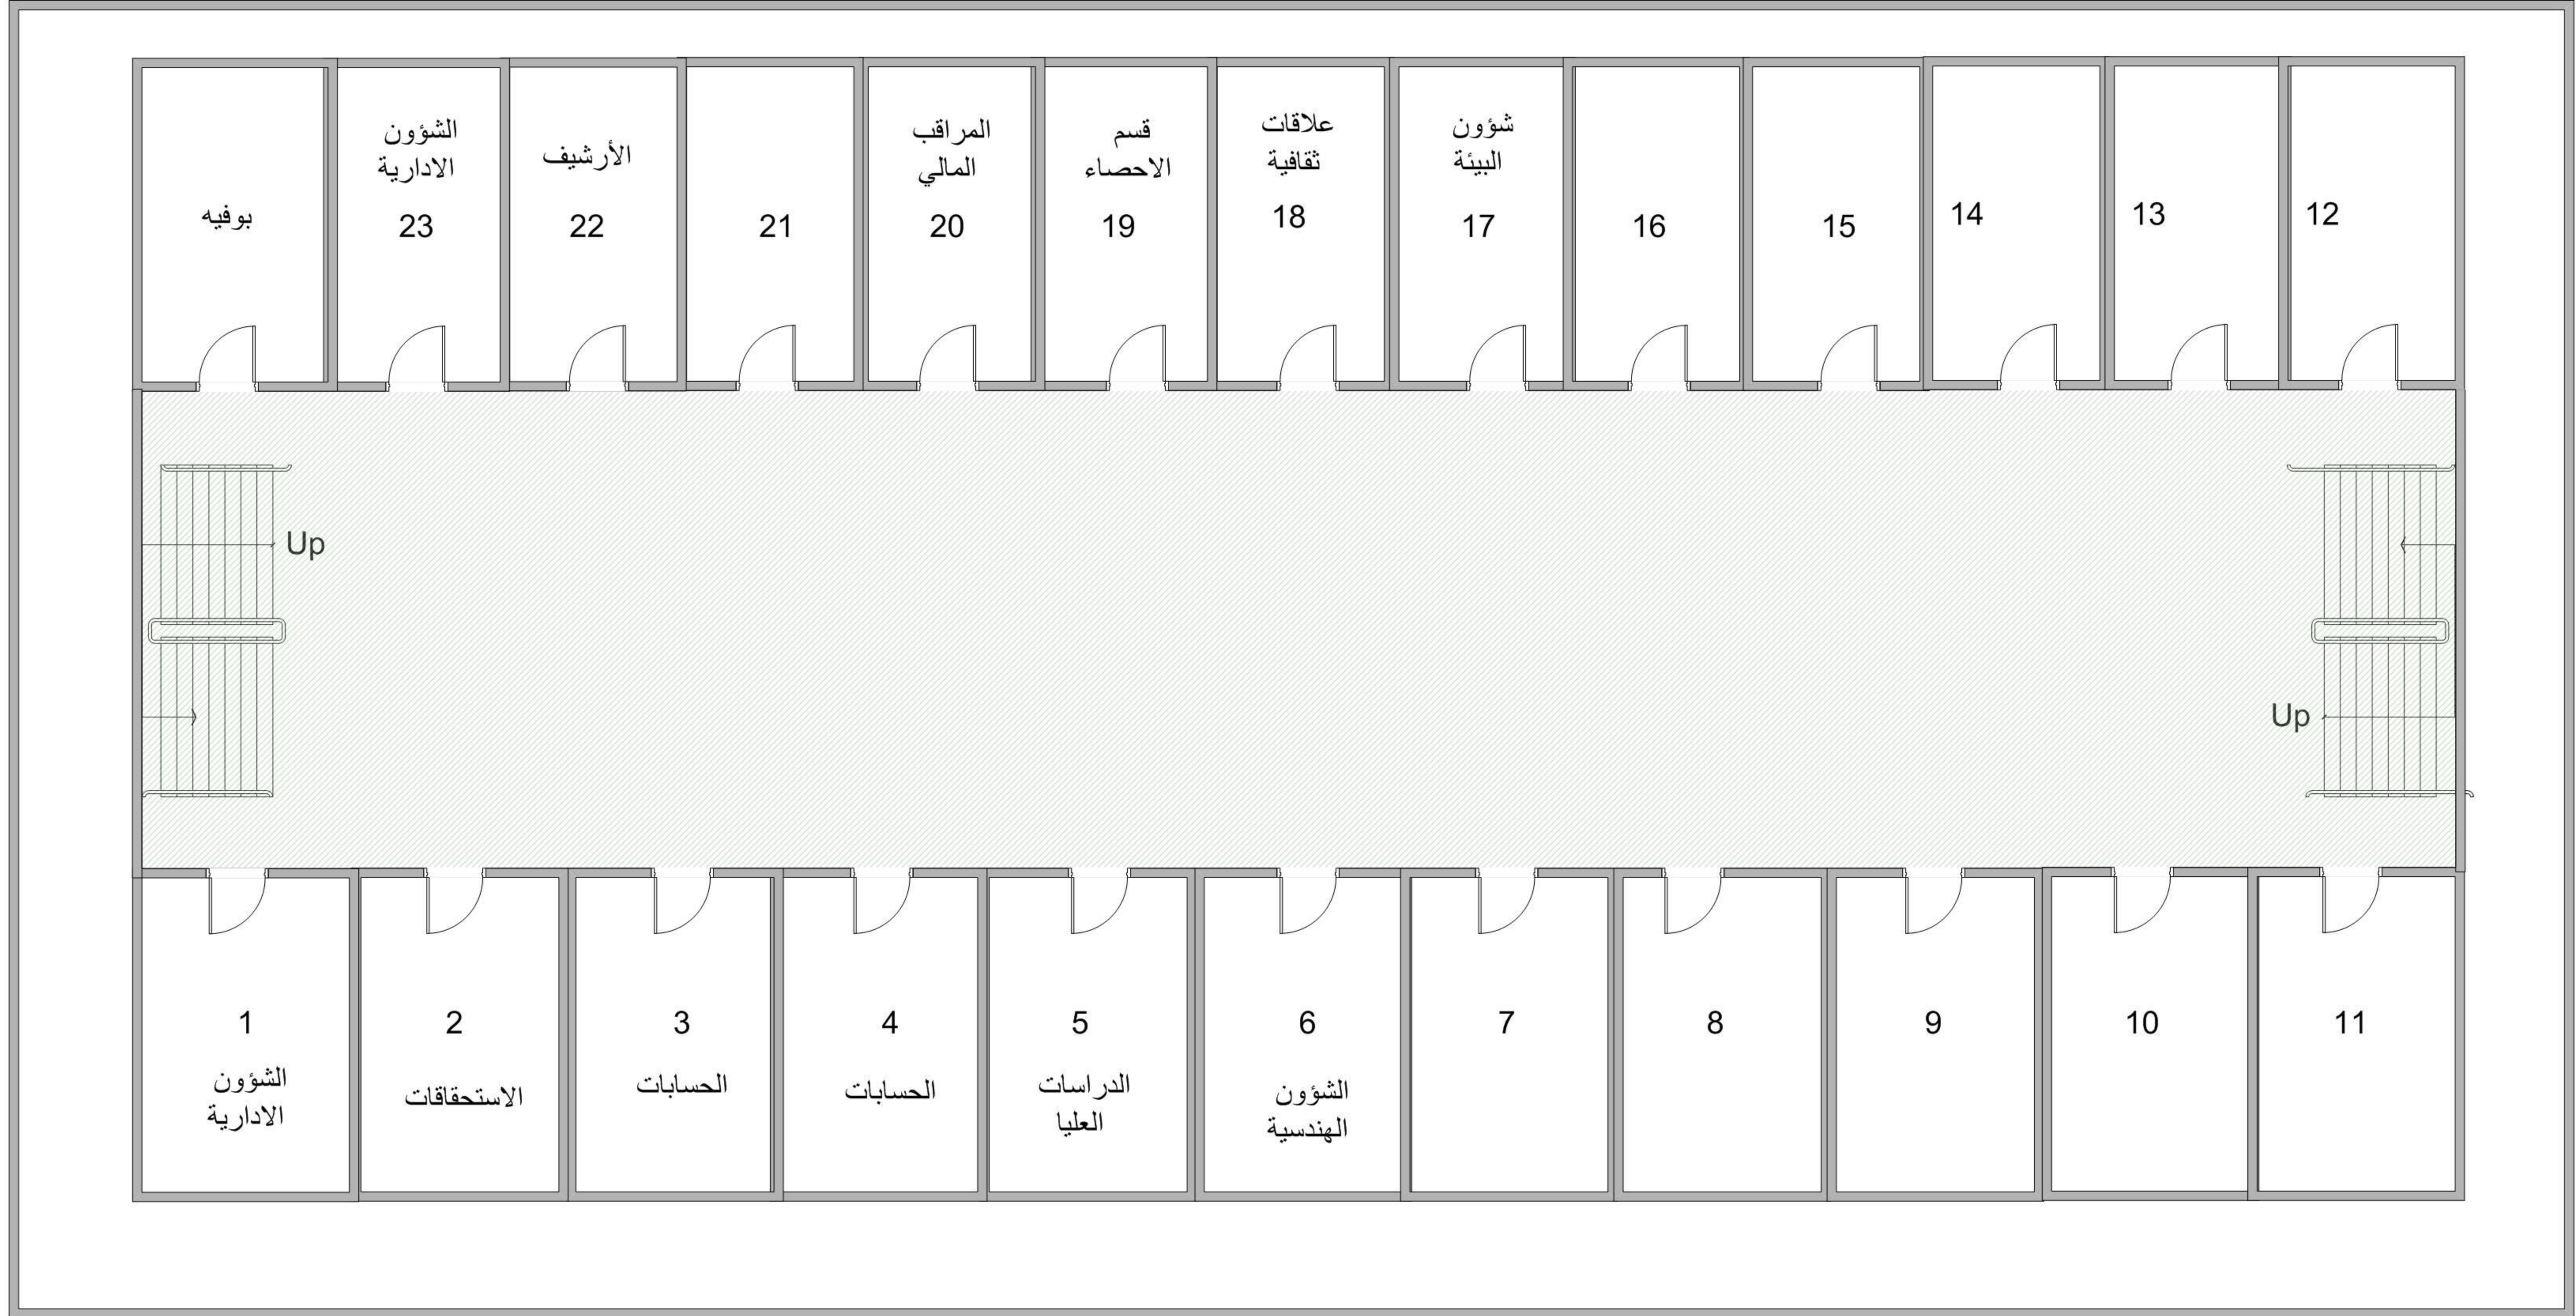 بوفيه
الشؤون
الادارية
23
الأرشيف
22
21
المراقب
المالي
20
قسم
الاحصاء
19
علاقات
ثقافية
18
شؤون
البيئة
17
16
15
14
13
12
Up
Up
1
الشؤون
الادارية
2
الاستحقاقات
3
الحسابات
4
الحسابات
5
الدراسات
العليا
6
الشؤون
الهندسية
7
8
9
10
11